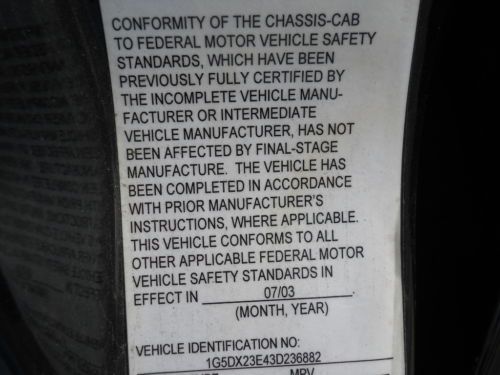 CONFORMITY OF THE CHASSIS-CAB
TO FEDERAL MOTOR VEHICLE SAFETY
STANDARDS, WHICH HAVE BEEN
PREVIOUSLY FULLY CERTIFIED BY
THE INCOMPLETE VEHICLE MANU-
FACTURER OR INTERMEDIATE
VEHICLE MANUFACTURER, HAS NOT
BEEN AFFECTED BY FINAL-STAGE
MANUFACTURE. THE VEHICLE HAS
BEEN COMPLETED IN ACCORDANCE
WITH PRIOR MANUFACTURER'S
INSTRUCTIONS, WHERE APPLICABLE.
THIS VEHICLE CONFORMS TO ALL
OTHER APPLICABLE FEDERAL MOTOR
VEHICLE SAFETY STANDARDS IN
EFFECT IN 07/03
(MONTH, YEAR)
VEHICLE IDENTIFICATION NO:
1G5DX23E43D236882
MPV